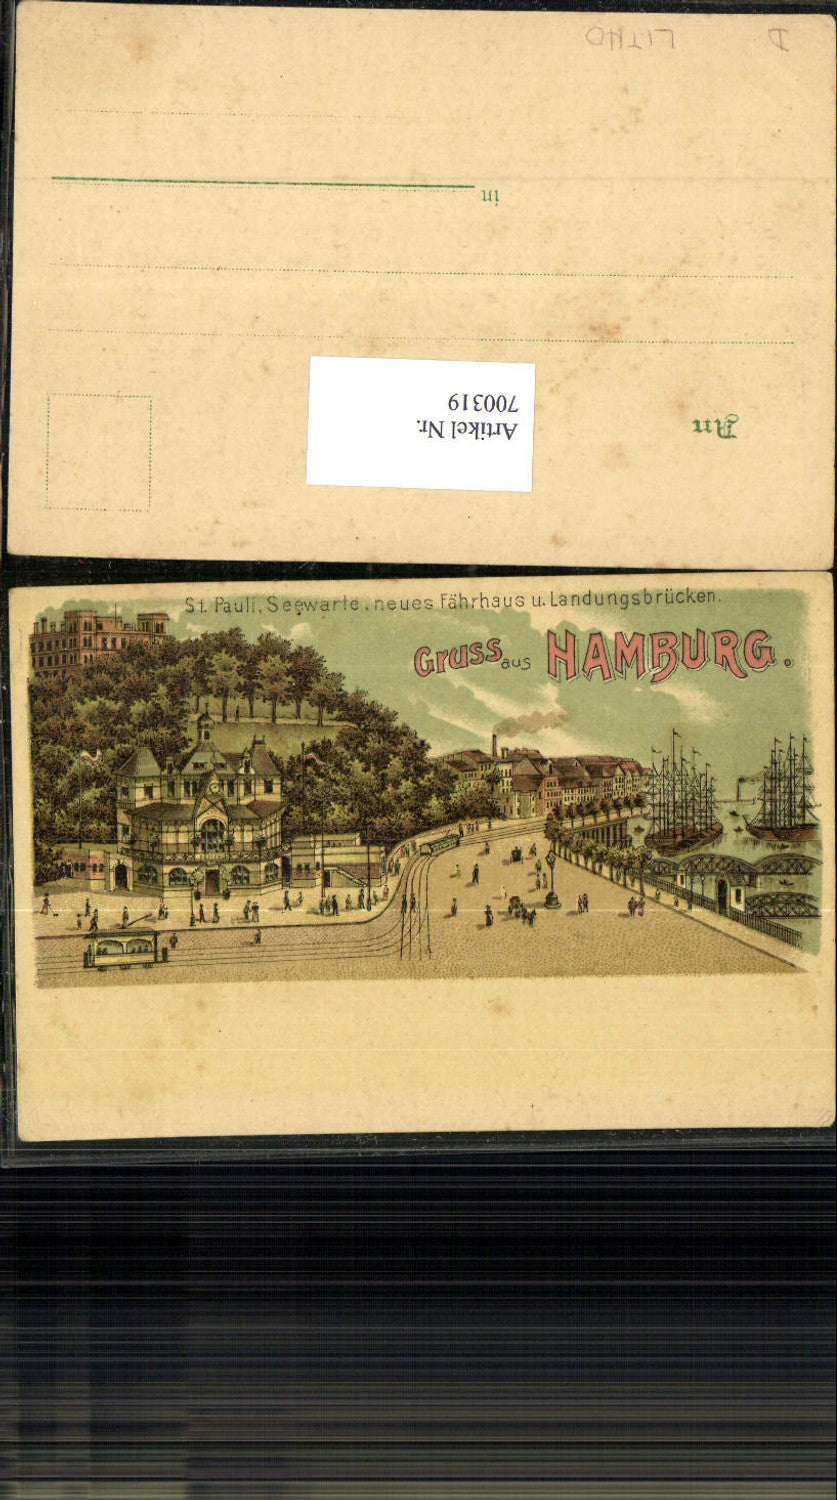 D LITHO
in
An
Artikel Nr.
700319
St. Pauli, Seewarte, neues Fährhaus u. Landungsbrücken.
Gruss aus HAMBURG.